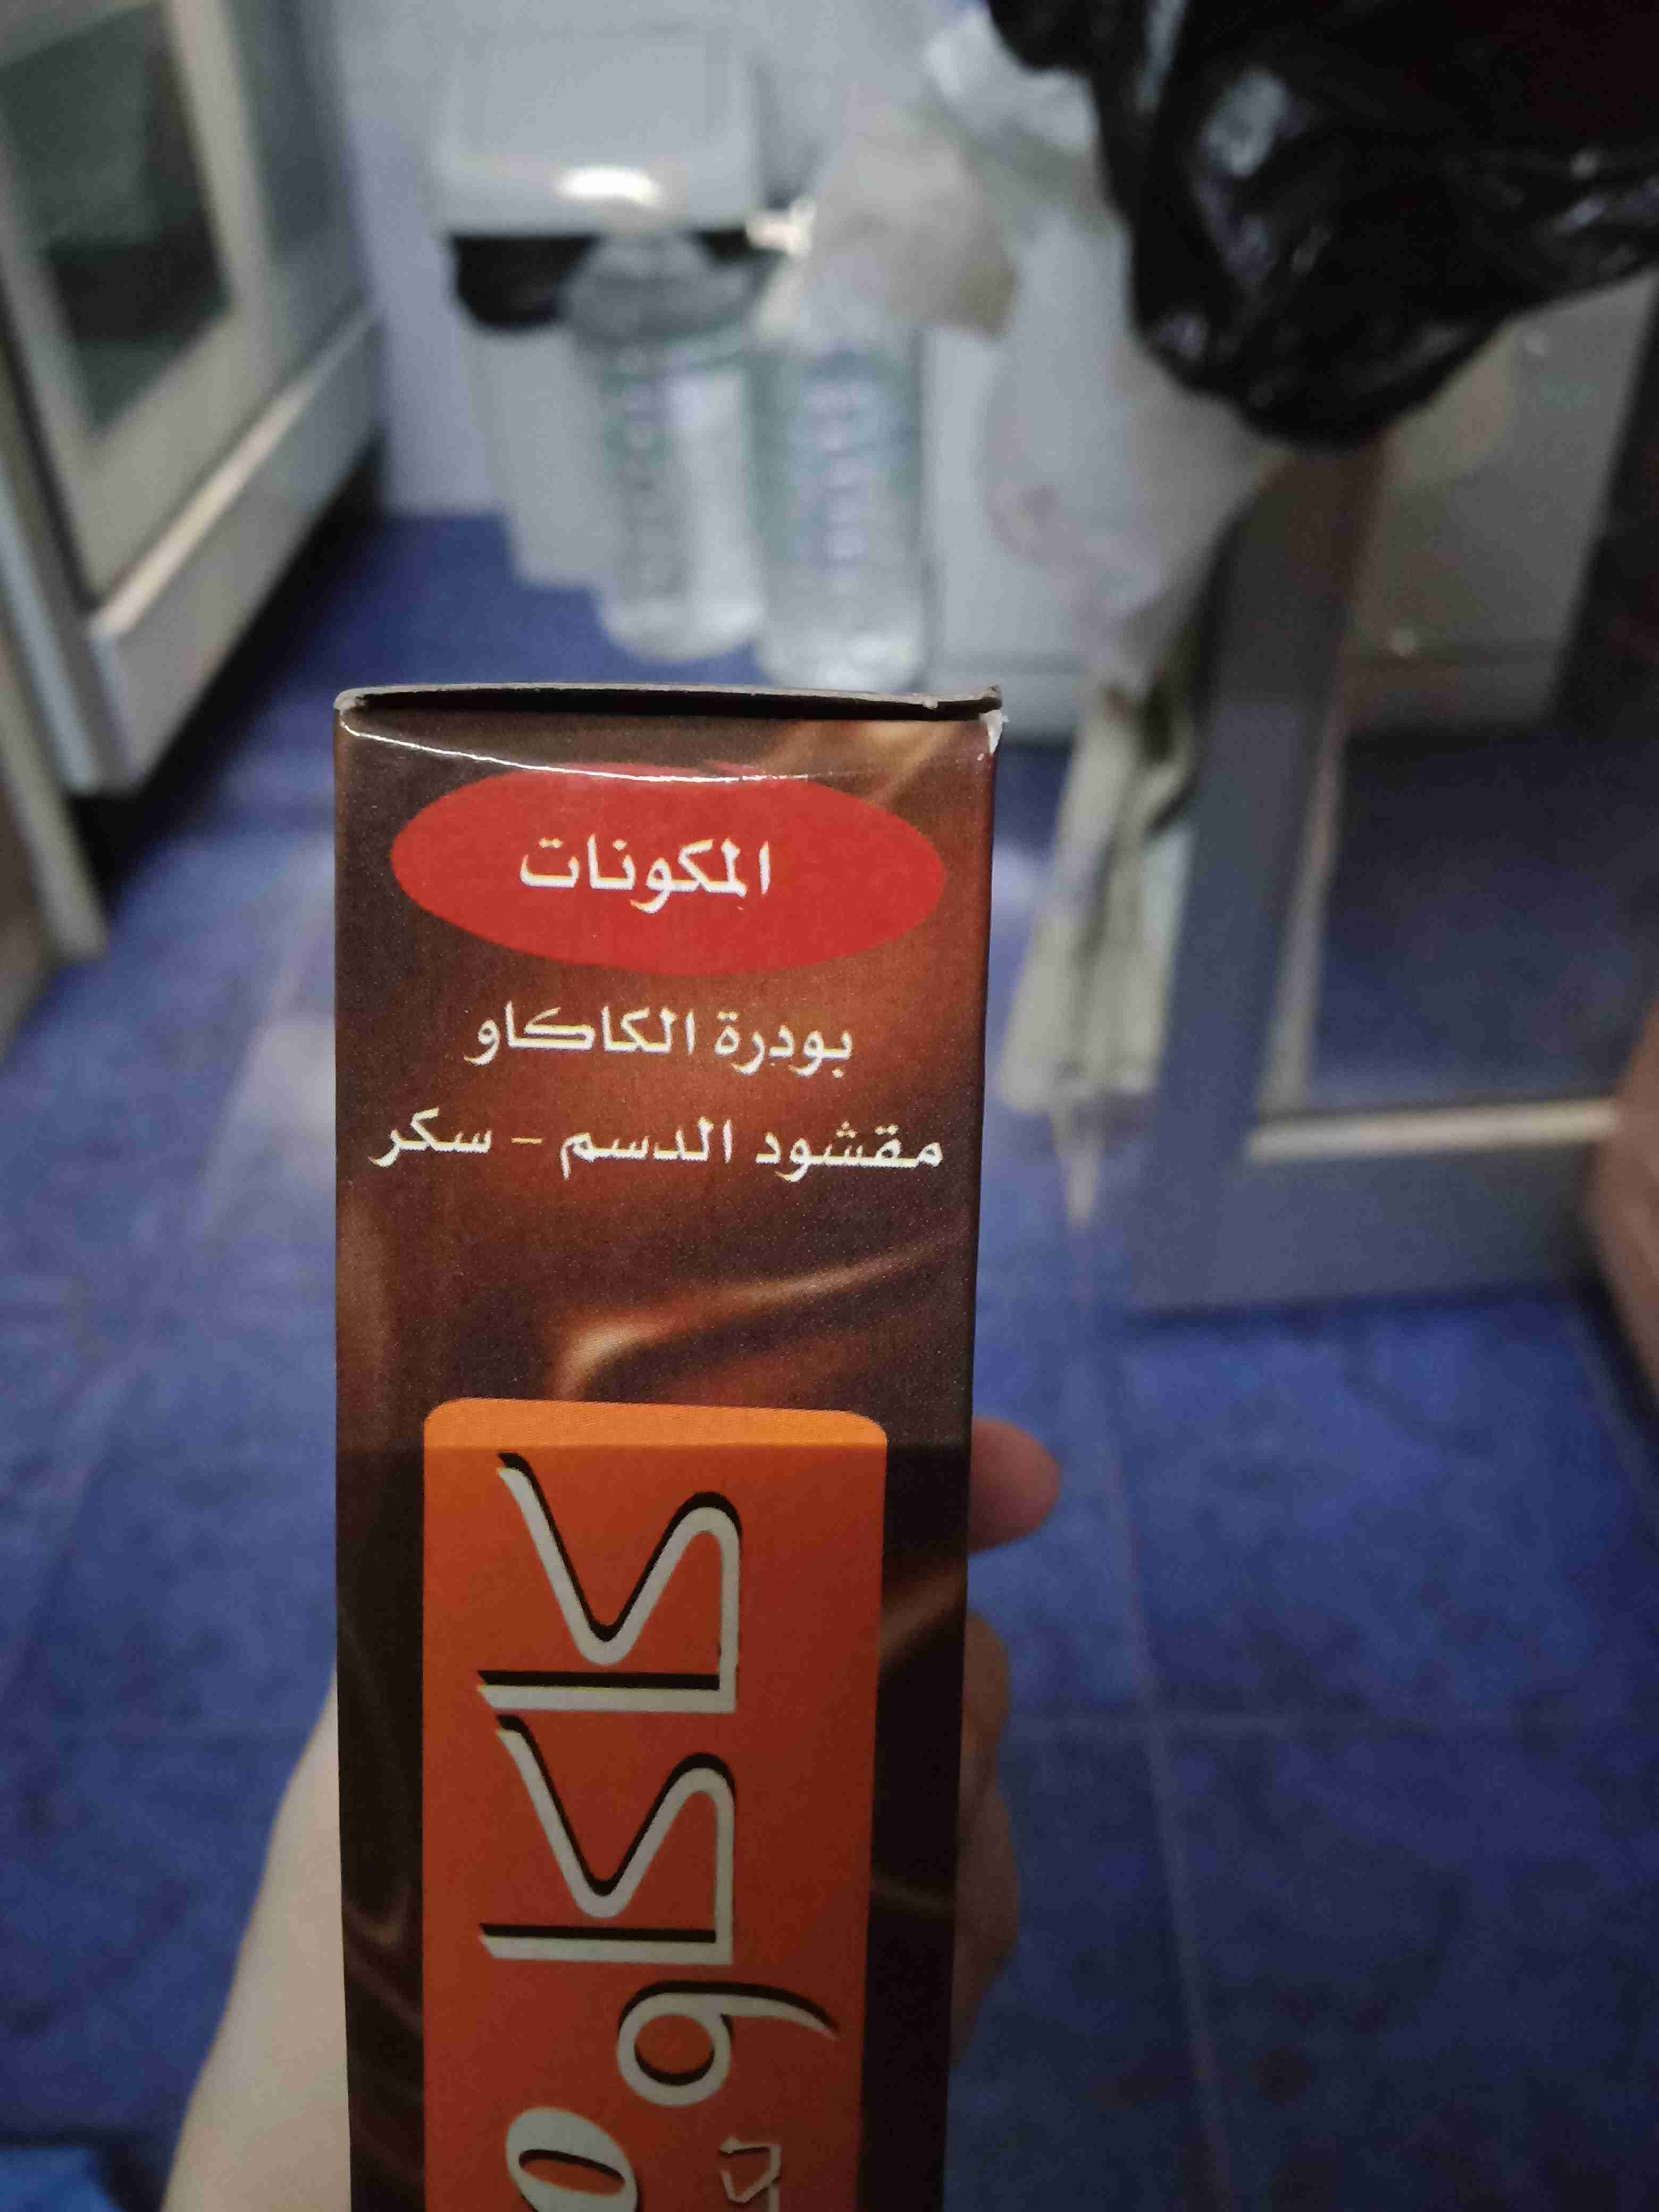 المكونات
بودرة الكاكاو
مقشود الدسم - سكر
كاكاو